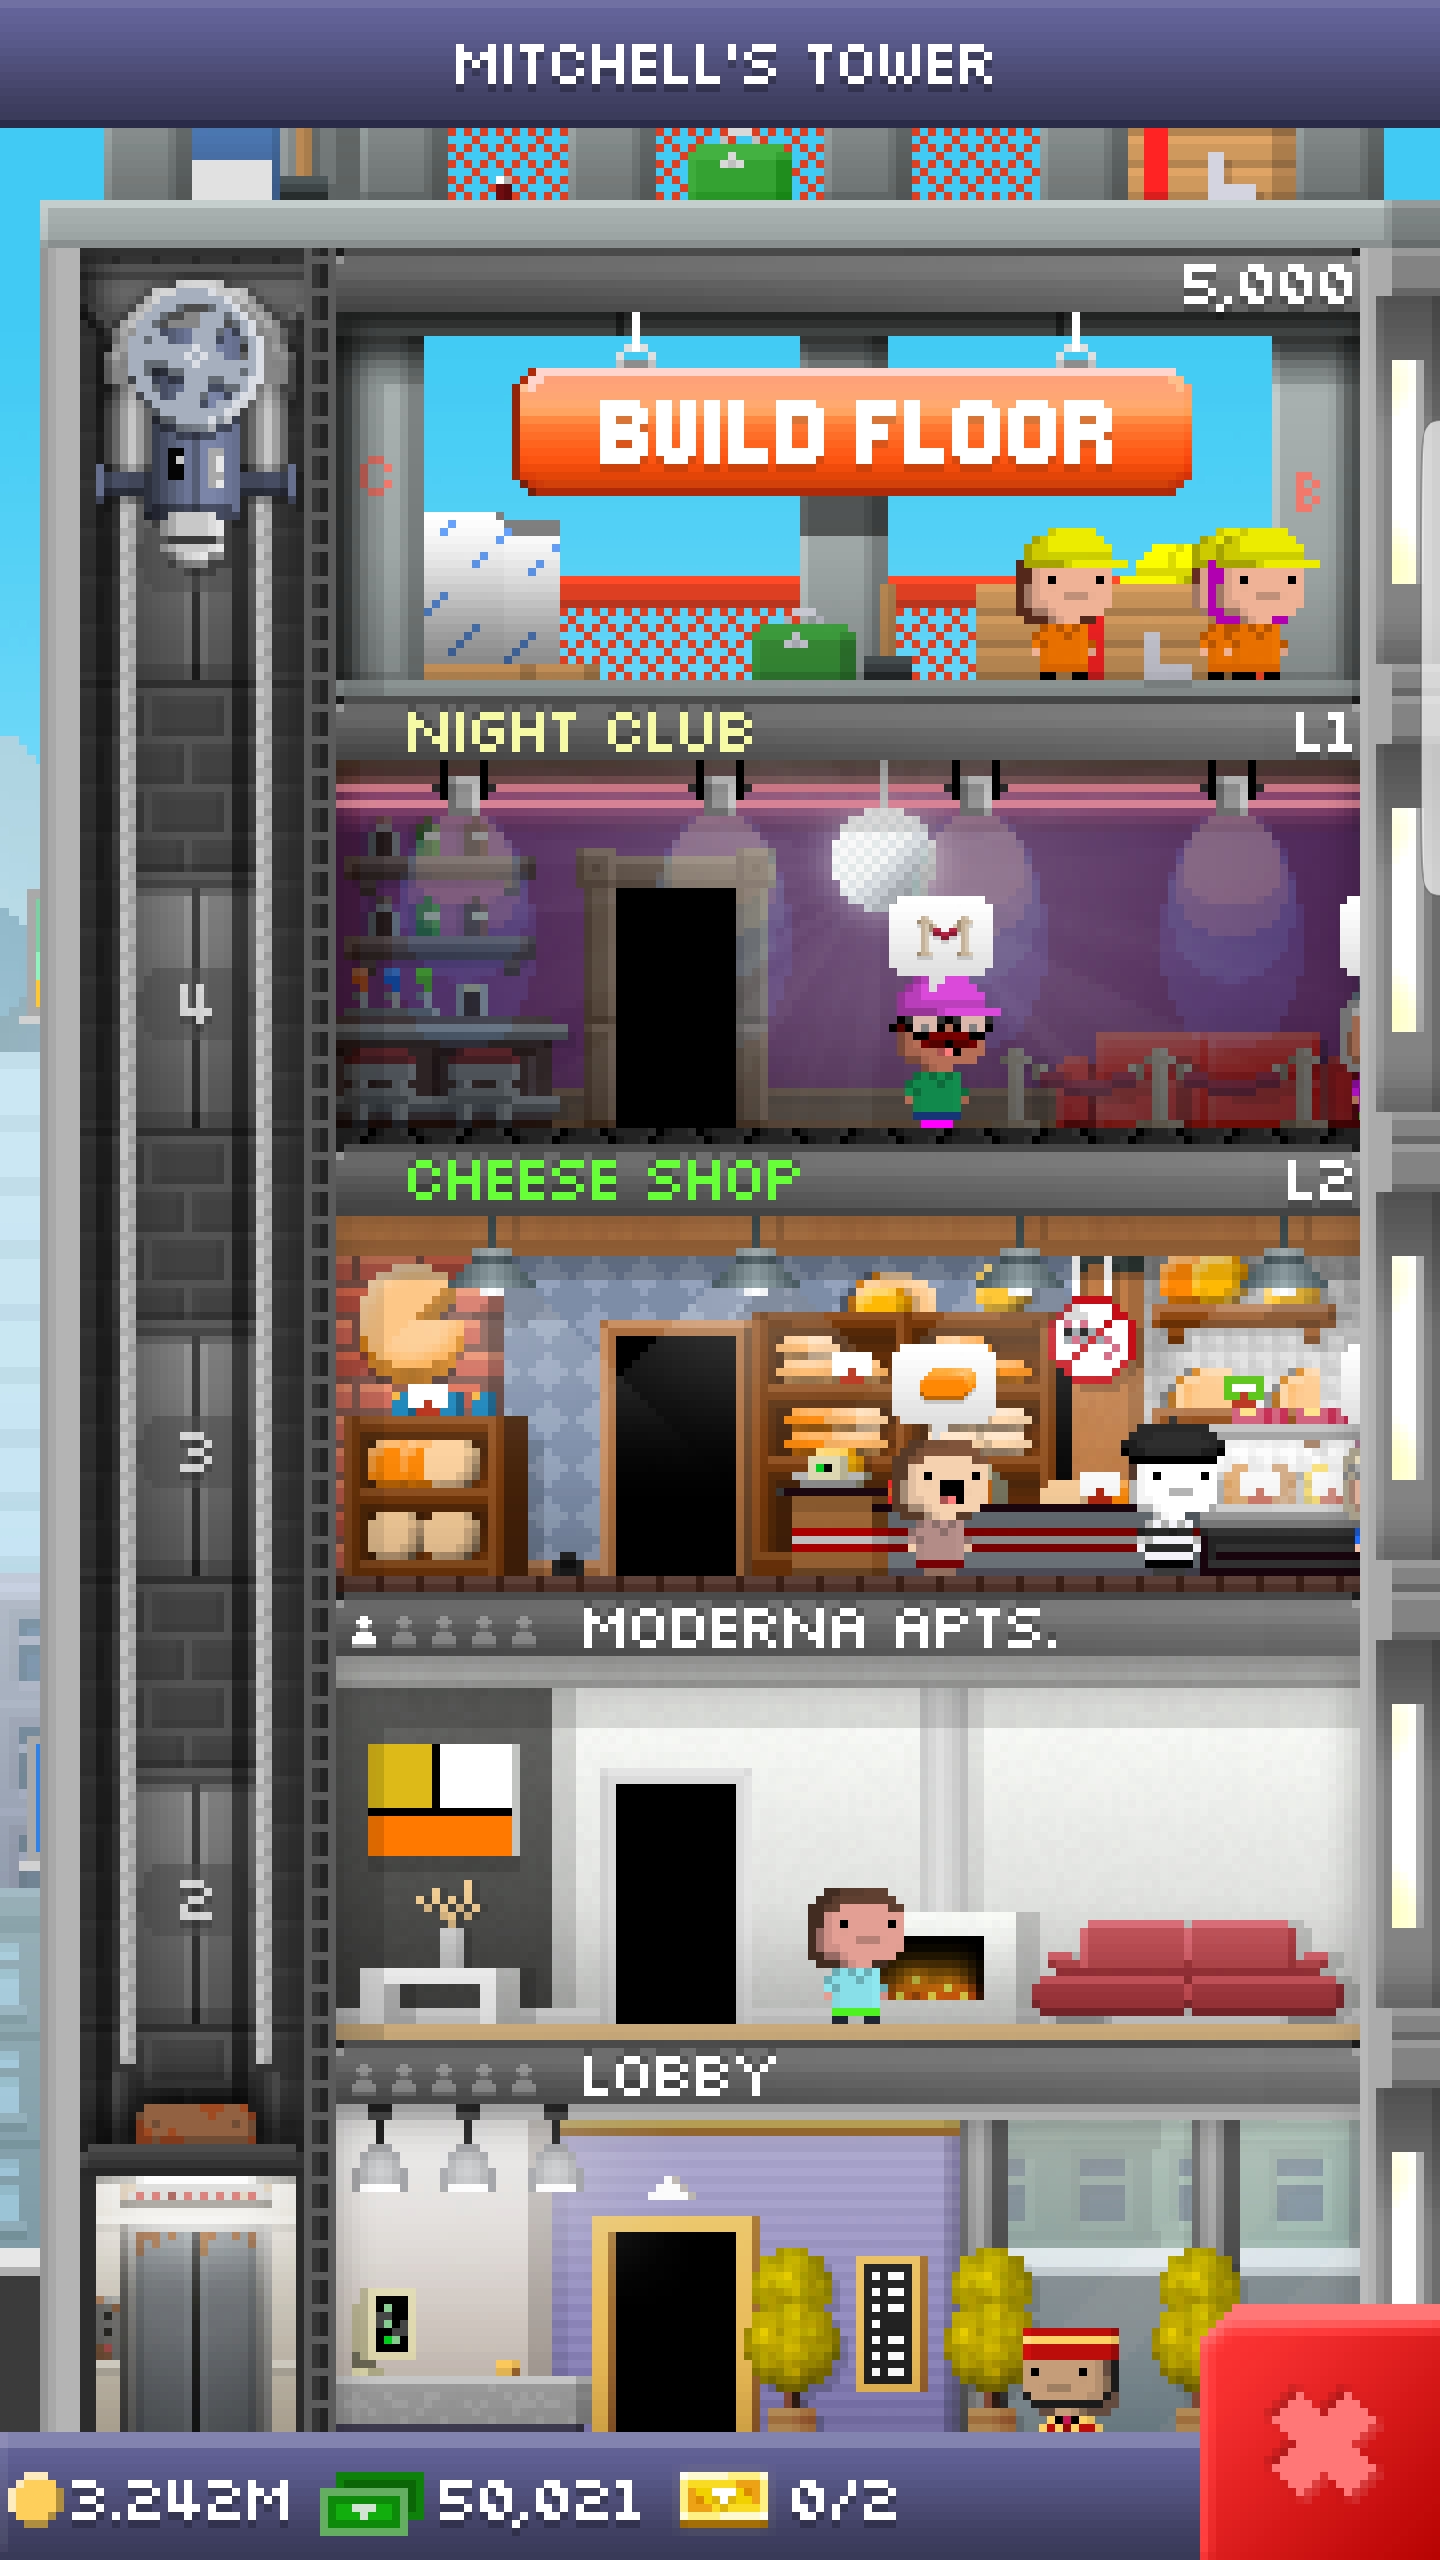 MITCHELL'S TOWER
5,000
BUILD FLOOR
C
B
NIGHT CLUB L1
4
CHEESE SHOP L2
3
MODERNA APTS.
2
LOBBY
3.242M 50,021 0/2